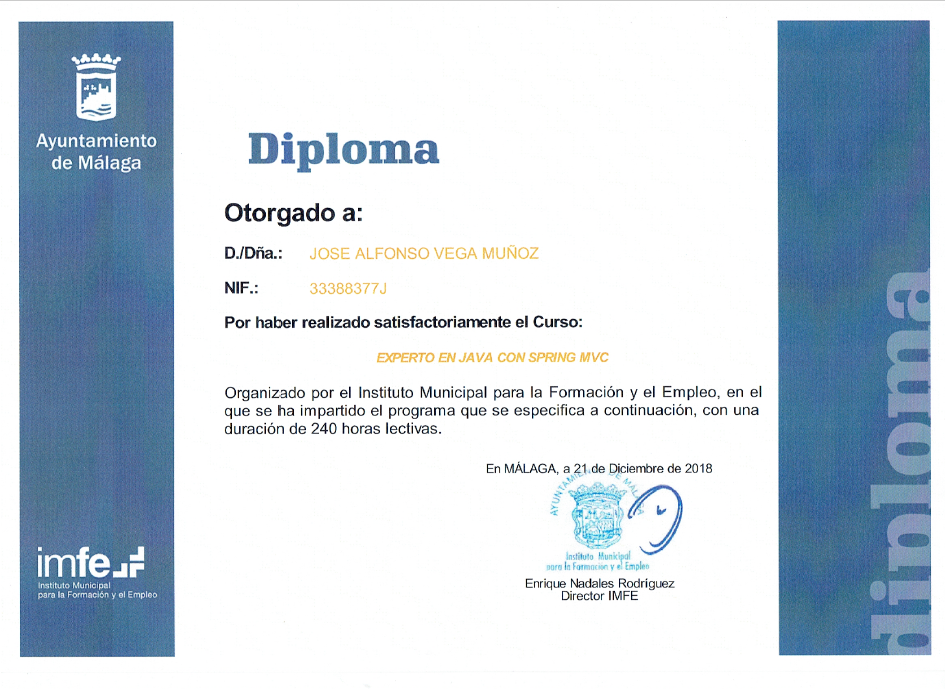 Ayuntamiento
de Málaga
Diploma
Otorgado a:
D./Dña.: JOSE ALFONSO VEGA MUÑOZ
NIF.: 33388377J
Por haber realizado satisfactoriamente el Curso:
EXPERTO EN JAVA CON SPRING MVC
Organizado por el Instituto Municipal para la Formación y el Empleo, en el
que se ha impartido el programa que se especifica a continuación, con una
duración de 240 horas lectivas.
En MÁLAGA, a 21 de Diciembre de 2018
AYUNTAMIENTO DE MÁLAGA
Instituto Municipal
para la Formación y el Empleo
Enrique Nadales Rodríguez
Director IMFE
imfe
Instituto Municipal
para la Formación y el Empleo
diploma